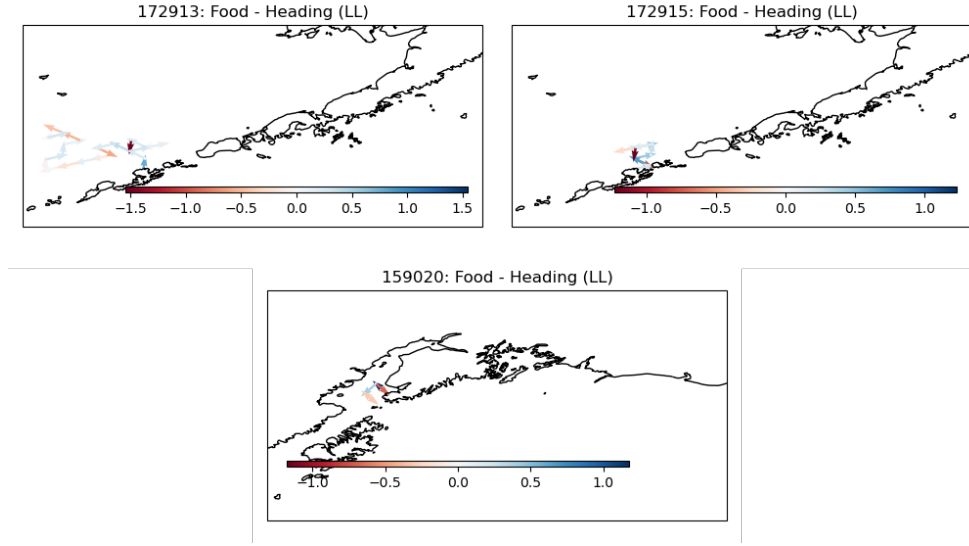 172913: Food - Heading (LL)
172915: Food - Heading (LL)
−1.5 −1.0 −0.5 0.0 0.5 1.0 1.5
−1.0 −0.5 0.0 0.5 1.0
159020: Food - Heading (LL)
−1.0 −0.5 0.0 0.5 1.0